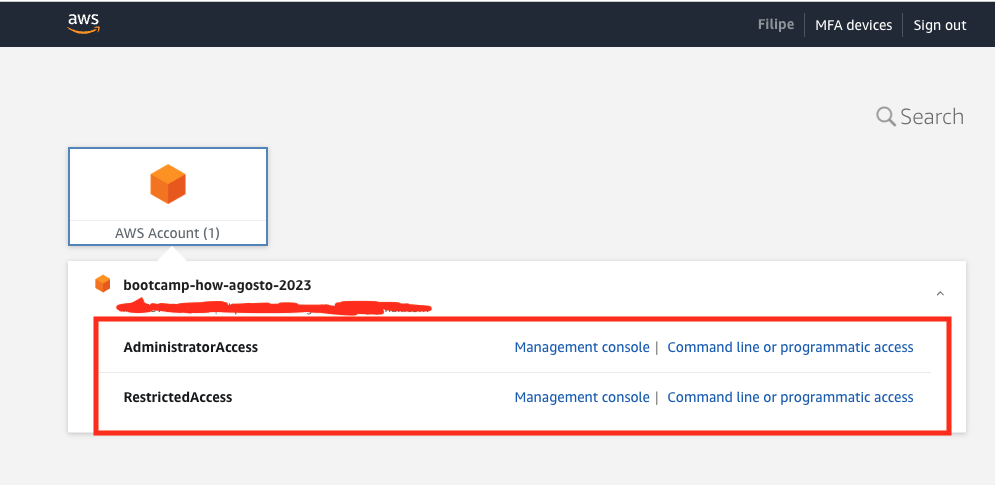 aws
Filipe MFA devices Sign out
Search
AWS Account (1)
bootcamp-how-agosto-2023
AdministratorAccess Management console | Command line or programmatic access
RestrictedAccess Management console | Command line or programmatic access